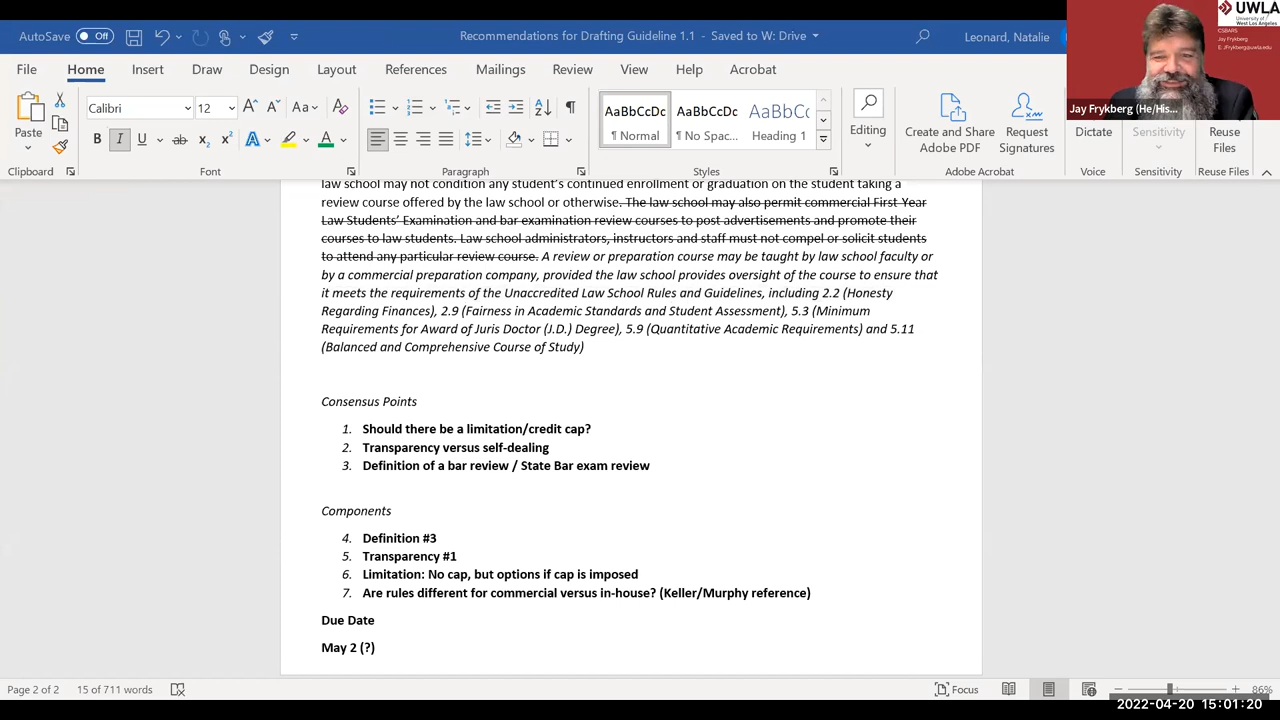 AutoSave Off Recommendations for Drafting Guideline 1.1 - Saved to W: Drive Leonard, Natalie
UWLA
University of
West Los Angeles
CSBARS
Jay Frykberg
E: JFrykberg@uwla.edu
Jay Frykberg (He/His...
File Home Insert Draw Design Layout References Mailings Review View Help Acrobat
Paste
Calibri 12
AaBbCcDc AaBbCcDc AaBbCc
¶ Normal ¶ No Spac... Heading 1
Editing
Create and Share
Adobe PDF
Request
Signatures
Dictate
Sensitivity
Reuse
Files
Clipboard Font Paragraph Styles Adobe Acrobat Voice Sensitivity Reuse Files
law school may not condition any student's continued enrollment or graduation on the student taking a
review course offered by the law school or otherwise. The law school may also permit commercial First Year
Law Students' Examination and bar examination review courses to post advertisements and promote their
courses to law students. Law school administrators, instructors and staff must not compel or solicit students
to attend any particular review course. A review or preparation course may be taught by law school faculty or
by a commercial preparation company, provided the law school provides oversight of the course to ensure that
it meets the requirements of the Unaccredited Law School Rules and Guidelines, including 2.2 (Honesty
Regarding Finances), 2.9 (Fairness in Academic Standards and Student Assessment), 5.3 (Minimum
Requirements for Award of Juris Doctor (J.D.) Degree), 5.9 (Quantitative Academic Requirements) and 5.11
(Balanced and Comprehensive Course of Study)
Consensus Points
1. Should there be a limitation/credit cap?
2. Transparency versus self-dealing
3. Definition of a bar review / State Bar exam review
Components
4. Definition #3
5. Transparency #1
6. Limitation: No cap, but options if cap is imposed
7. Are rules different for commercial versus in-house? (Keller/Murphy reference)
Due Date
May 2 (?)
Page 2 of 2 15 of 711 words Focus 86%
2022-04-20 15:01:20